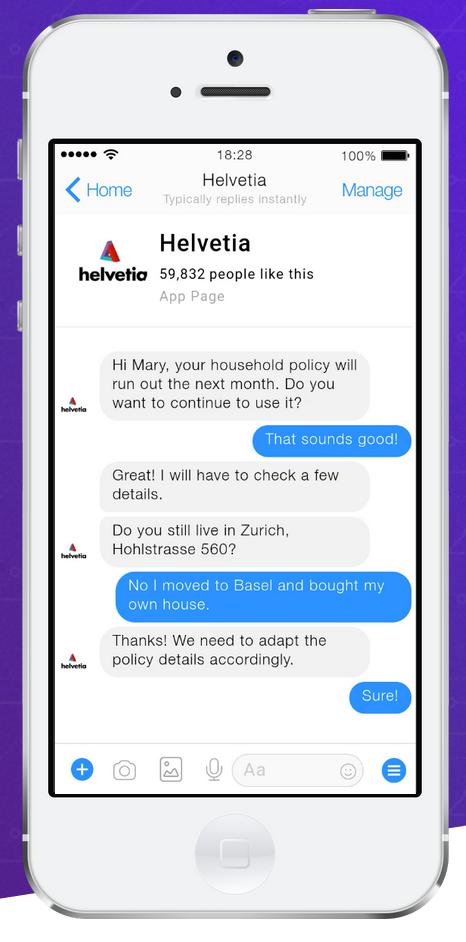 18:28
100%
Home
Helvetia
Manage
Typically replies instantly
helvetia
Helvetia
59,832 people like this
App Page
Hi Mary, your household policy will
run out the next month. Do you
want to continue to use it?
helvetia
That sounds good!
Great! I will have to check a few
details.
Do you still live in Zurich,
Hohlstrasse 560?
helvetia
No I moved to Basel and bought my
own house.
Thanks! We need to adapt the
policy details accordingly.
helvetia
Sure!
Aa